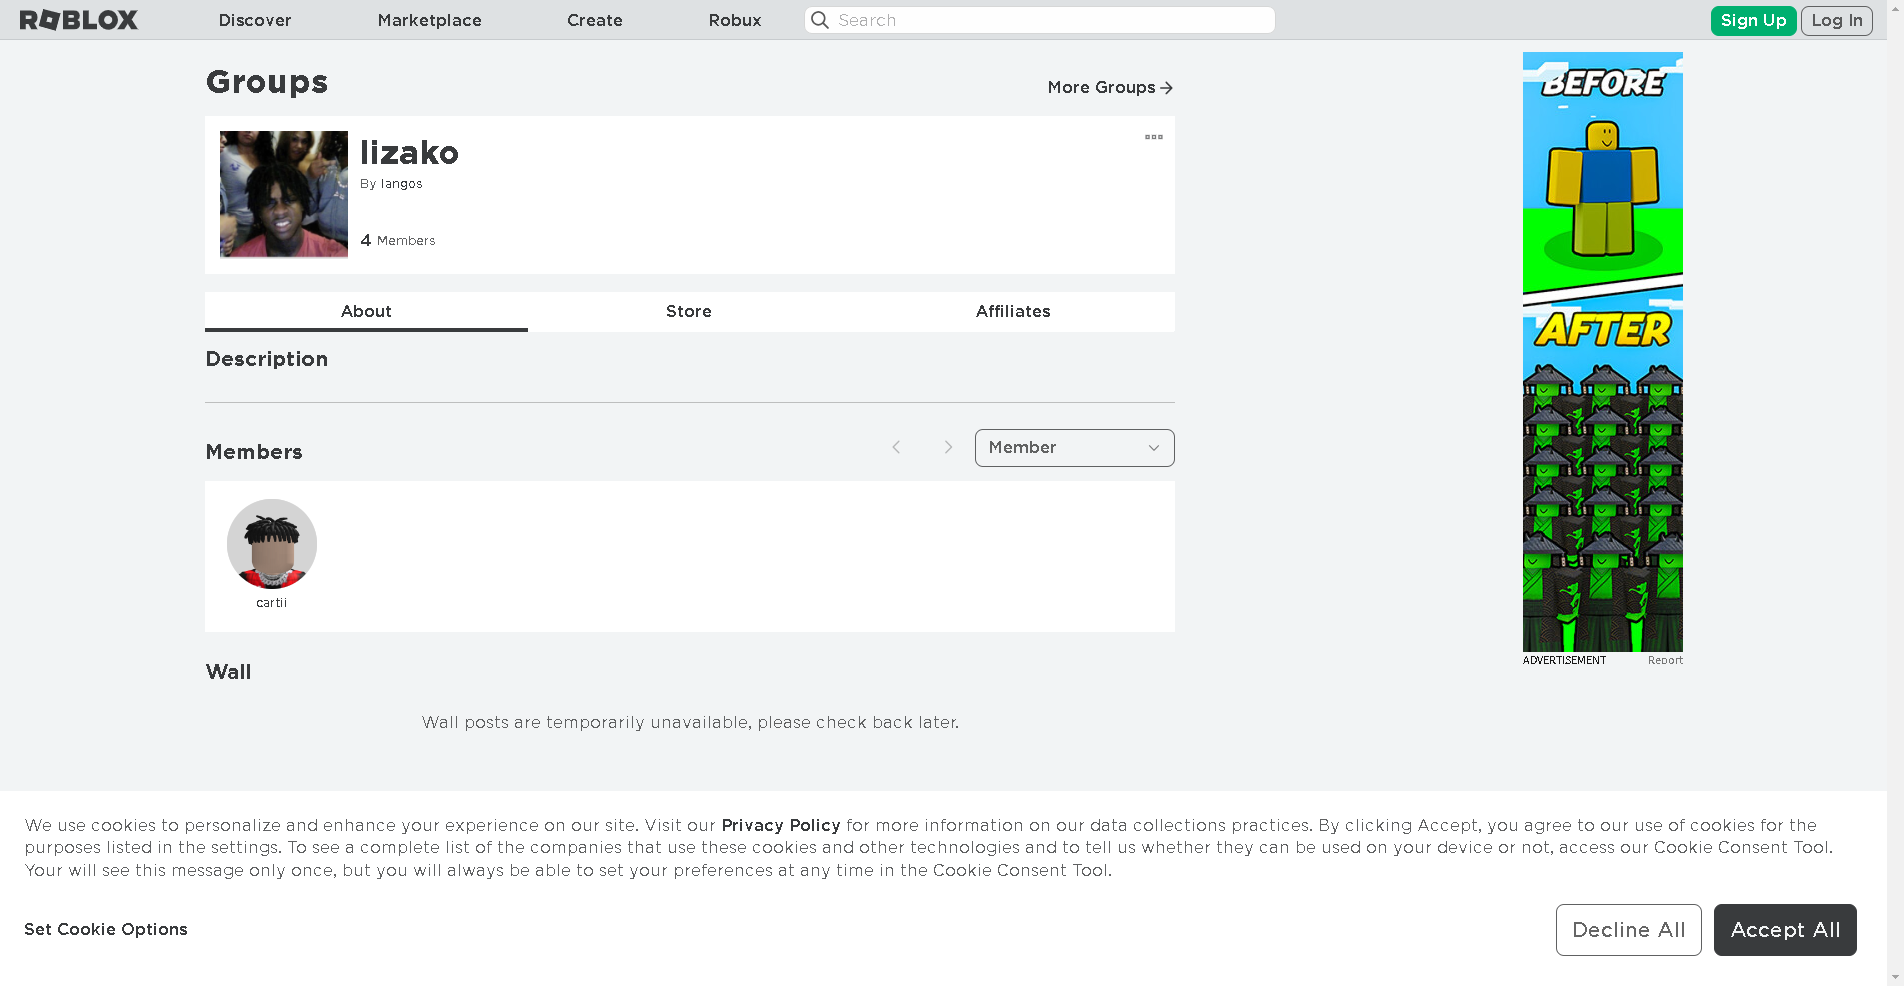 ROBLOX Discover Marketplace Create Robux Search Sign Up Log In
Groups
More Groups
lizako
By Iangos
4 Members
About Store Affiliates
Description
Members
Member
cartii
Wall
Wall posts are temporarily unavailable, please check back later.
BEFORE
AFTER
ADVERTISEMENT Report
We use cookies to personalize and enhance your experience on our site. Visit our Privacy Policy for more information on our data collections practices. By clicking Accept, you agree to our use of cookies for the
purposes listed in the settings. To see a complete list of the companies that use these cookies and other technologies and to tell us whether they can be used on your device or not, access our Cookie Consent Tool.
Your will see this message only once, but you will always be able to set your preferences at any time in the Cookie Consent Tool.
Set Cookie Options
Decline All Accept All